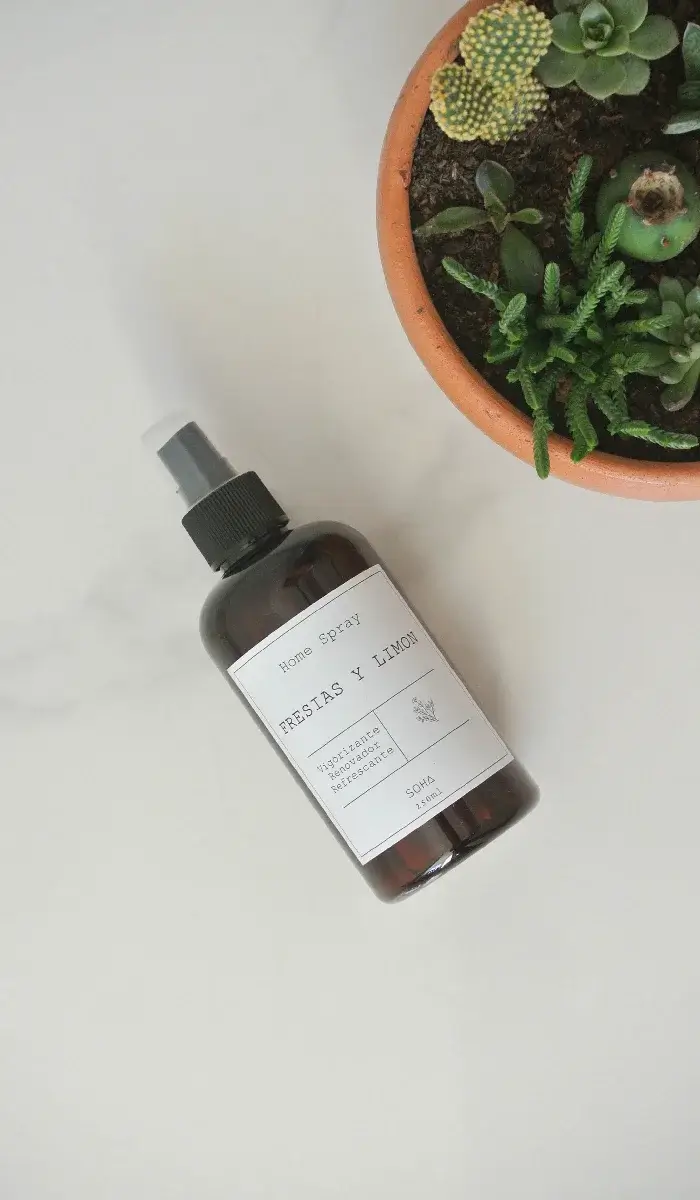 Home Spray
FRESIAS Y LIMON
Vigorizante
Renovador
Refrescante
SOHA
250ml